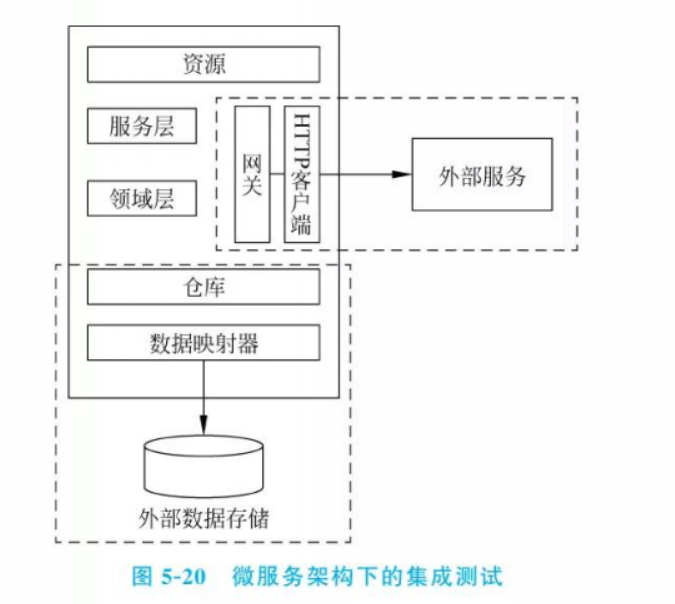 资源
服务层
领域层
网关
HTTP客户端
外部服务
仓库
数据映射器
外部数据存储
图 5-20 微服务架构下的集成测试